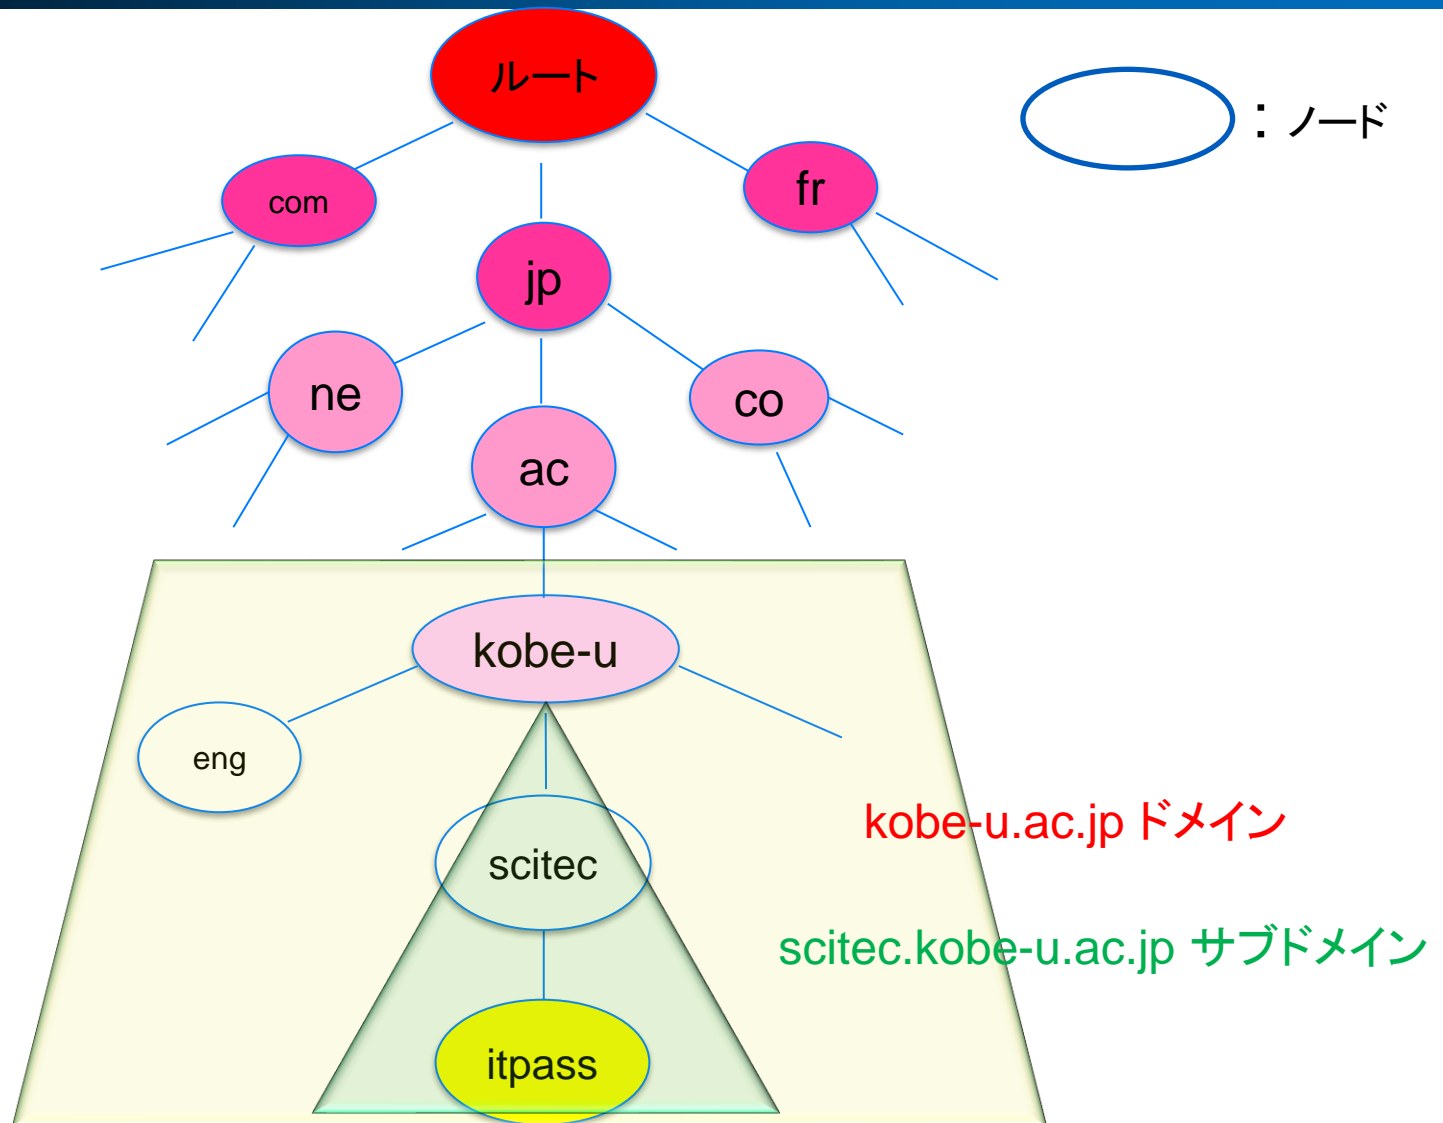 ルート
：ノード
com
fr
jp
ne
co
ac
kobe-u
eng
kobe-u.ac.jp ドメイン
scitec
scitec.kobe-u.ac.jp サブドメイン
itpass